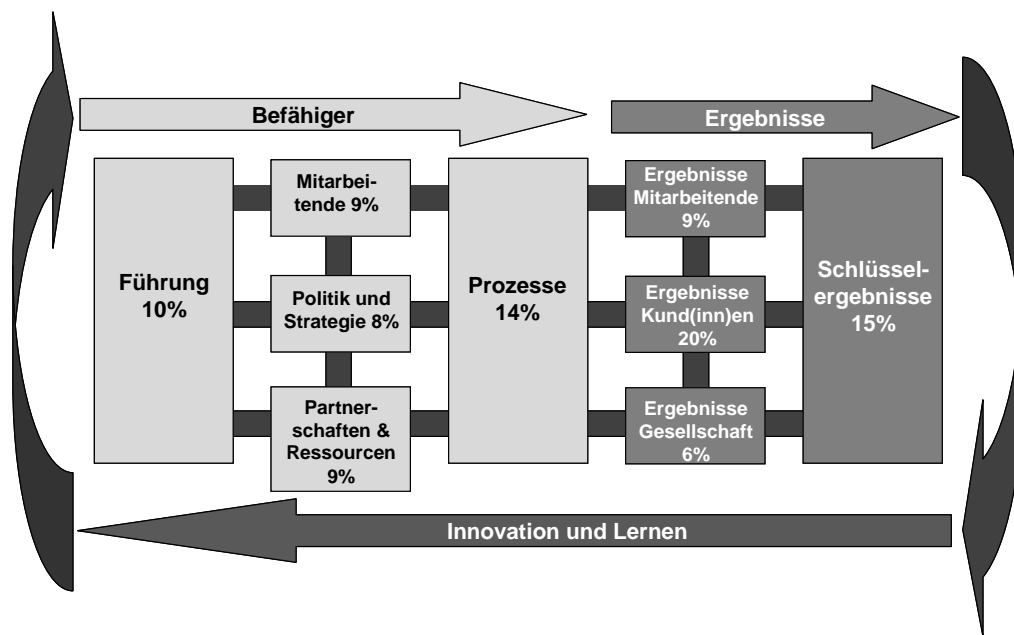 Befähiger
Ergebnisse
Führung
10%
Mitarbei-
tende 9%
Politik und
Strategie 8%
Partner-
schaften &
Ressourcen
9%
Prozesse
14%
Ergebnisse
Mitarbeitende
9%
Ergebnisse
Kund(inn)en
20%
Ergebnisse
Gesellschaft
6%
Schlüssel-
ergebnisse
15%
Innovation und Lernen